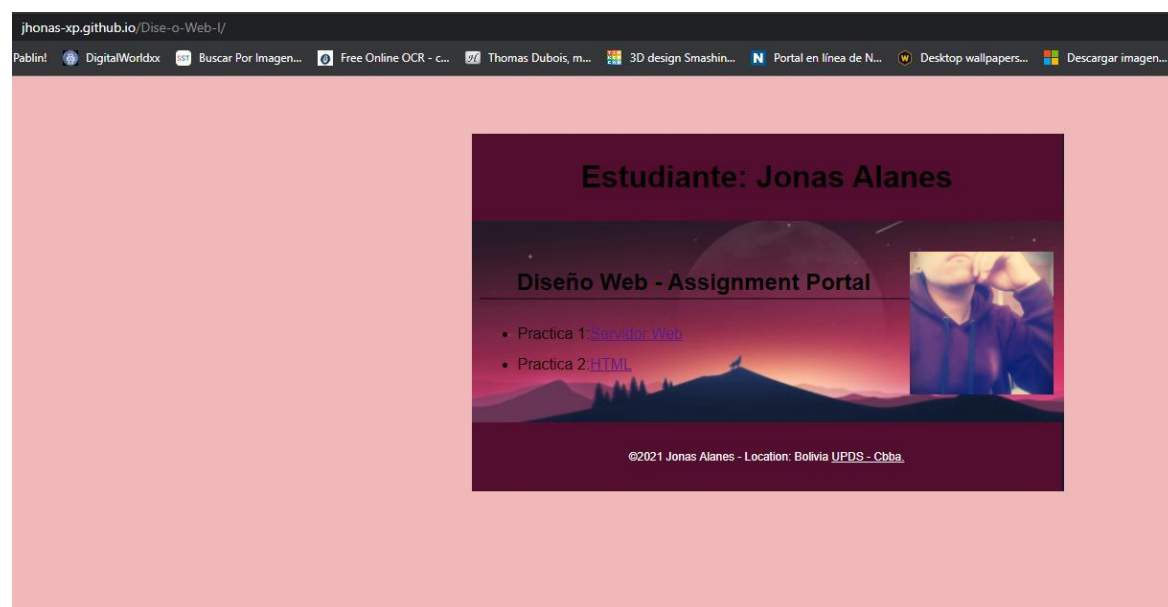 jhonas-xp.github.io/Dise-o-Web-I/
Pablin! DigitalWorldxx SST Buscar Por Imagen... Free Online OCR - c... Thomas Dubois, m... 3D design Smashin... N Portal en línea de N... W Desktop wallpapers... Descargar imagen...
Estudiante: Jonas Alanes
Diseño Web - Assignment Portal
• Practica 1:Servidor Web
• Practica 2:HTML
©2021 Jonas Alanes - Location: Bolivia UPDS - Cbba.